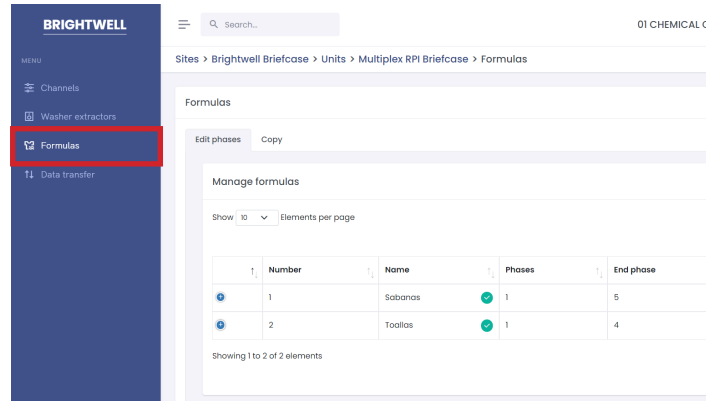 BRIGHTWELL
Search...
01 CHEMICAL
MENU
Sites > Brightwell Briefcase > Units > Multiplex RPI Briefcase > Formulas
Channels
Washer extractors
Formulas
Data transfer
Formulas
Edit phases Copy
Manage formulas
Show 10 Elements per page
Number Name Phases End phase
1 Sabanas 1 5
2 Toallas 1 4
Showing 1 to 2 of 2 elements